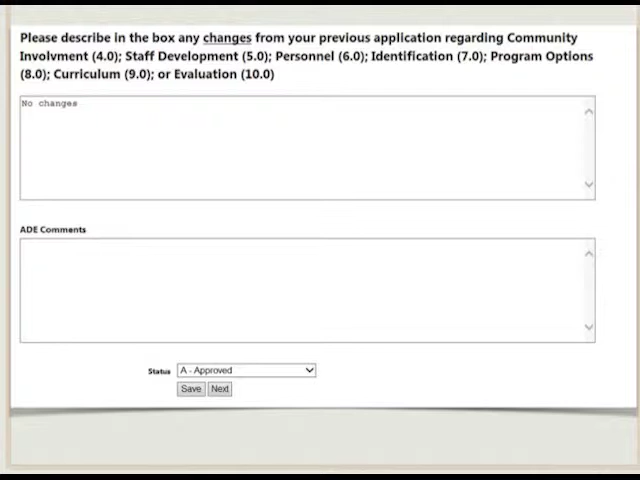 Please describe in the box any changes from your previous application regarding Community
Involvment (4.0); Staff Development (5.0); Personnel (6.0); Identification (7.0); Program Options
(8.0); Curriculum (9.0); or Evaluation (10.0)
No changes
ADE Comments
Status A - Approved
Save Next